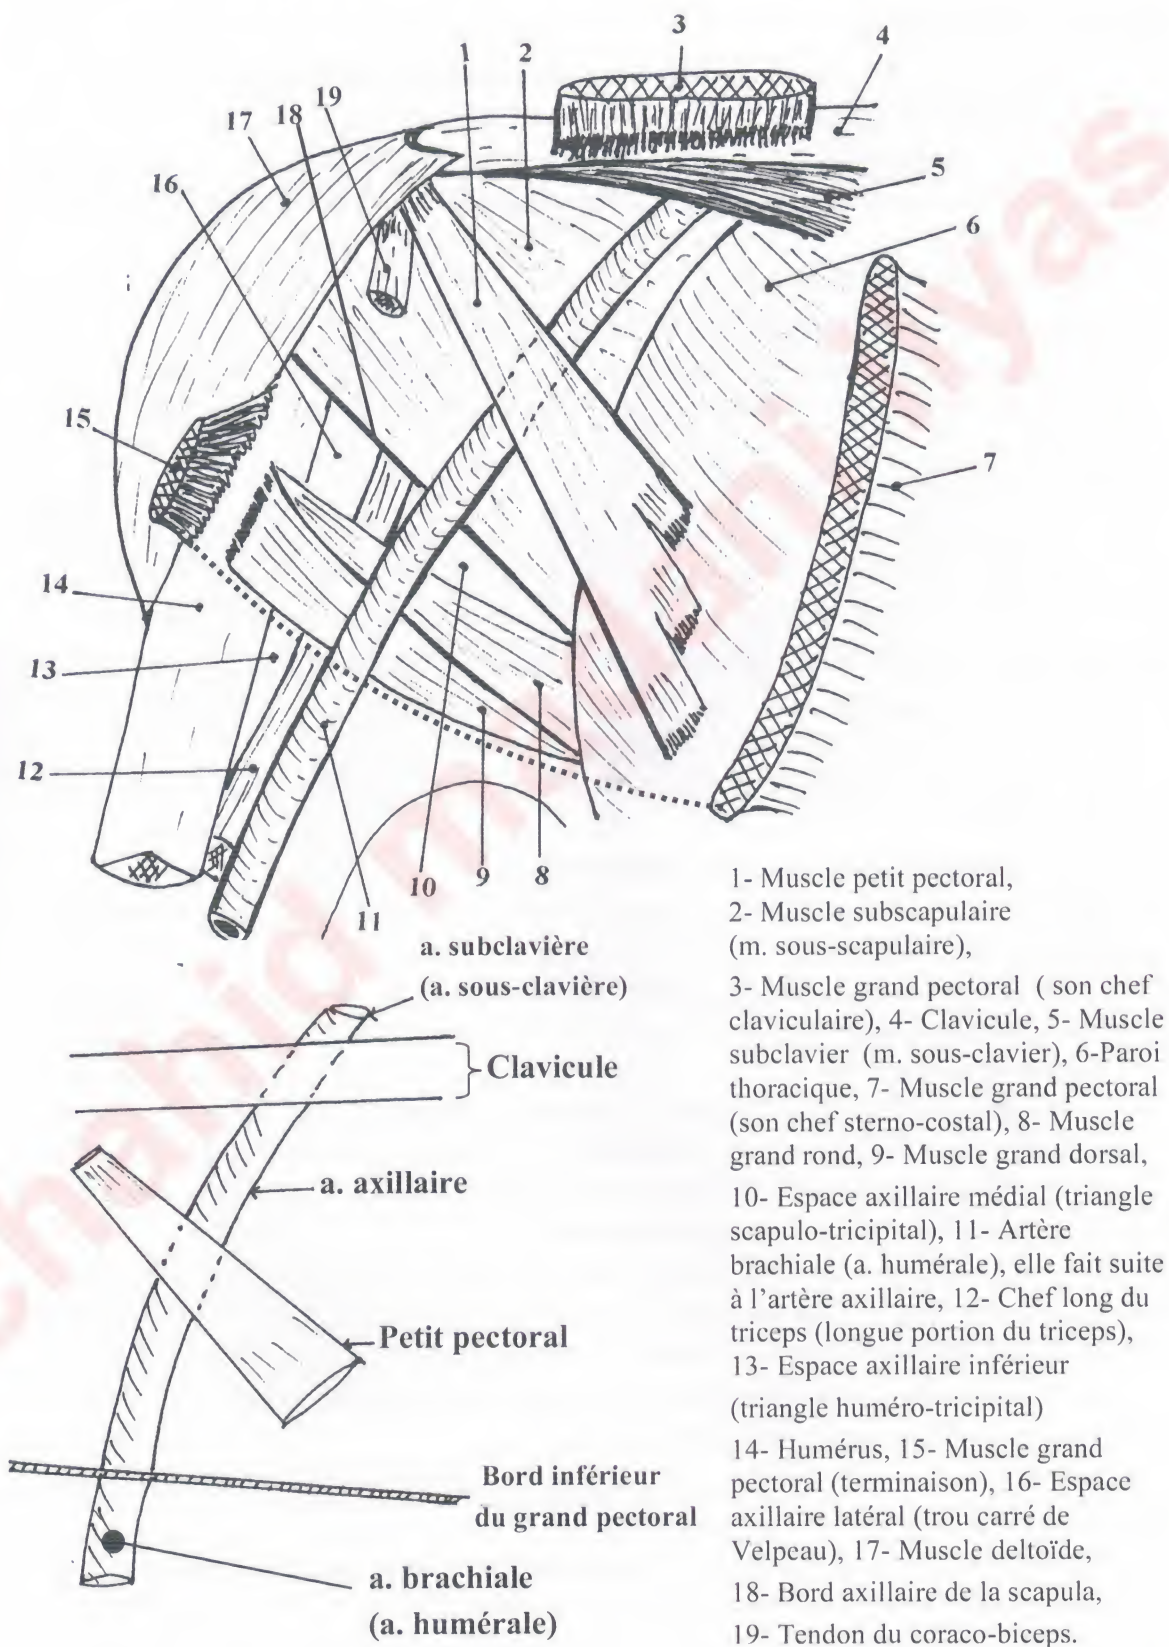 3
4
1
2
19
17
18
5
16
6
15
7
14
13
12
11
10
9
8
a. subclavière
(a. sous-clavière)
Clavicule
a. axillaire
Petit pectoral
Bord inférieur
du grand pectoral
a. brachiale
(a. humérale)
1- Muscle petit pectoral,
2- Muscle subscapulaire
(m. sous-scapulaire),
3- Muscle grand pectoral ( son chef
claviculaire), 4- Clavicule, 5- Muscle
subclavier (m. sous-clavier), 6-Paroi
thoracique, 7- Muscle grand pectoral
(son chef sterno-costal), 8- Muscle
grand rond, 9- Muscle grand dorsal,
10- Espace axillaire médial (triangle
scapulo-tricipital), 11- Artère
brachiale (a. humérale), elle fait suite
à l’artère axillaire, 12- Chef long du
triceps (longue portion du triceps),
13- Espace axillaire inférieur
(triangle huméro-tricipital)
14- Humérus, 15- Muscle grand
pectoral (terminaison), 16- Espace
axillaire latéral (trou carré de
Velpeau), 17- Muscle deltoïde,
18- Bord axillaire de la scapula,
19- Tendon du coraco-biceps.